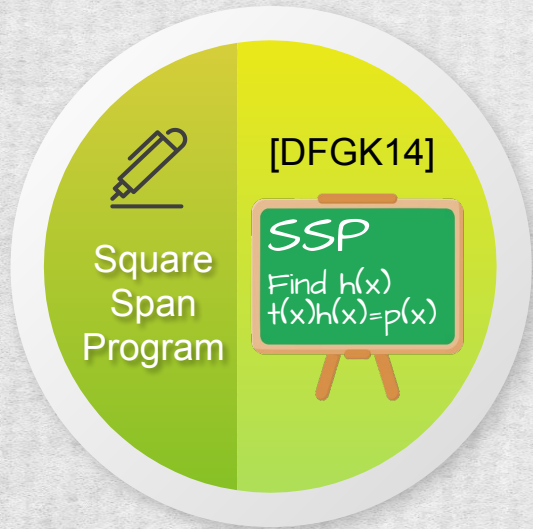 Square
Span
Program
[DFGK14]
SSP
Find h(x)
t(x)h(x)=p(x)